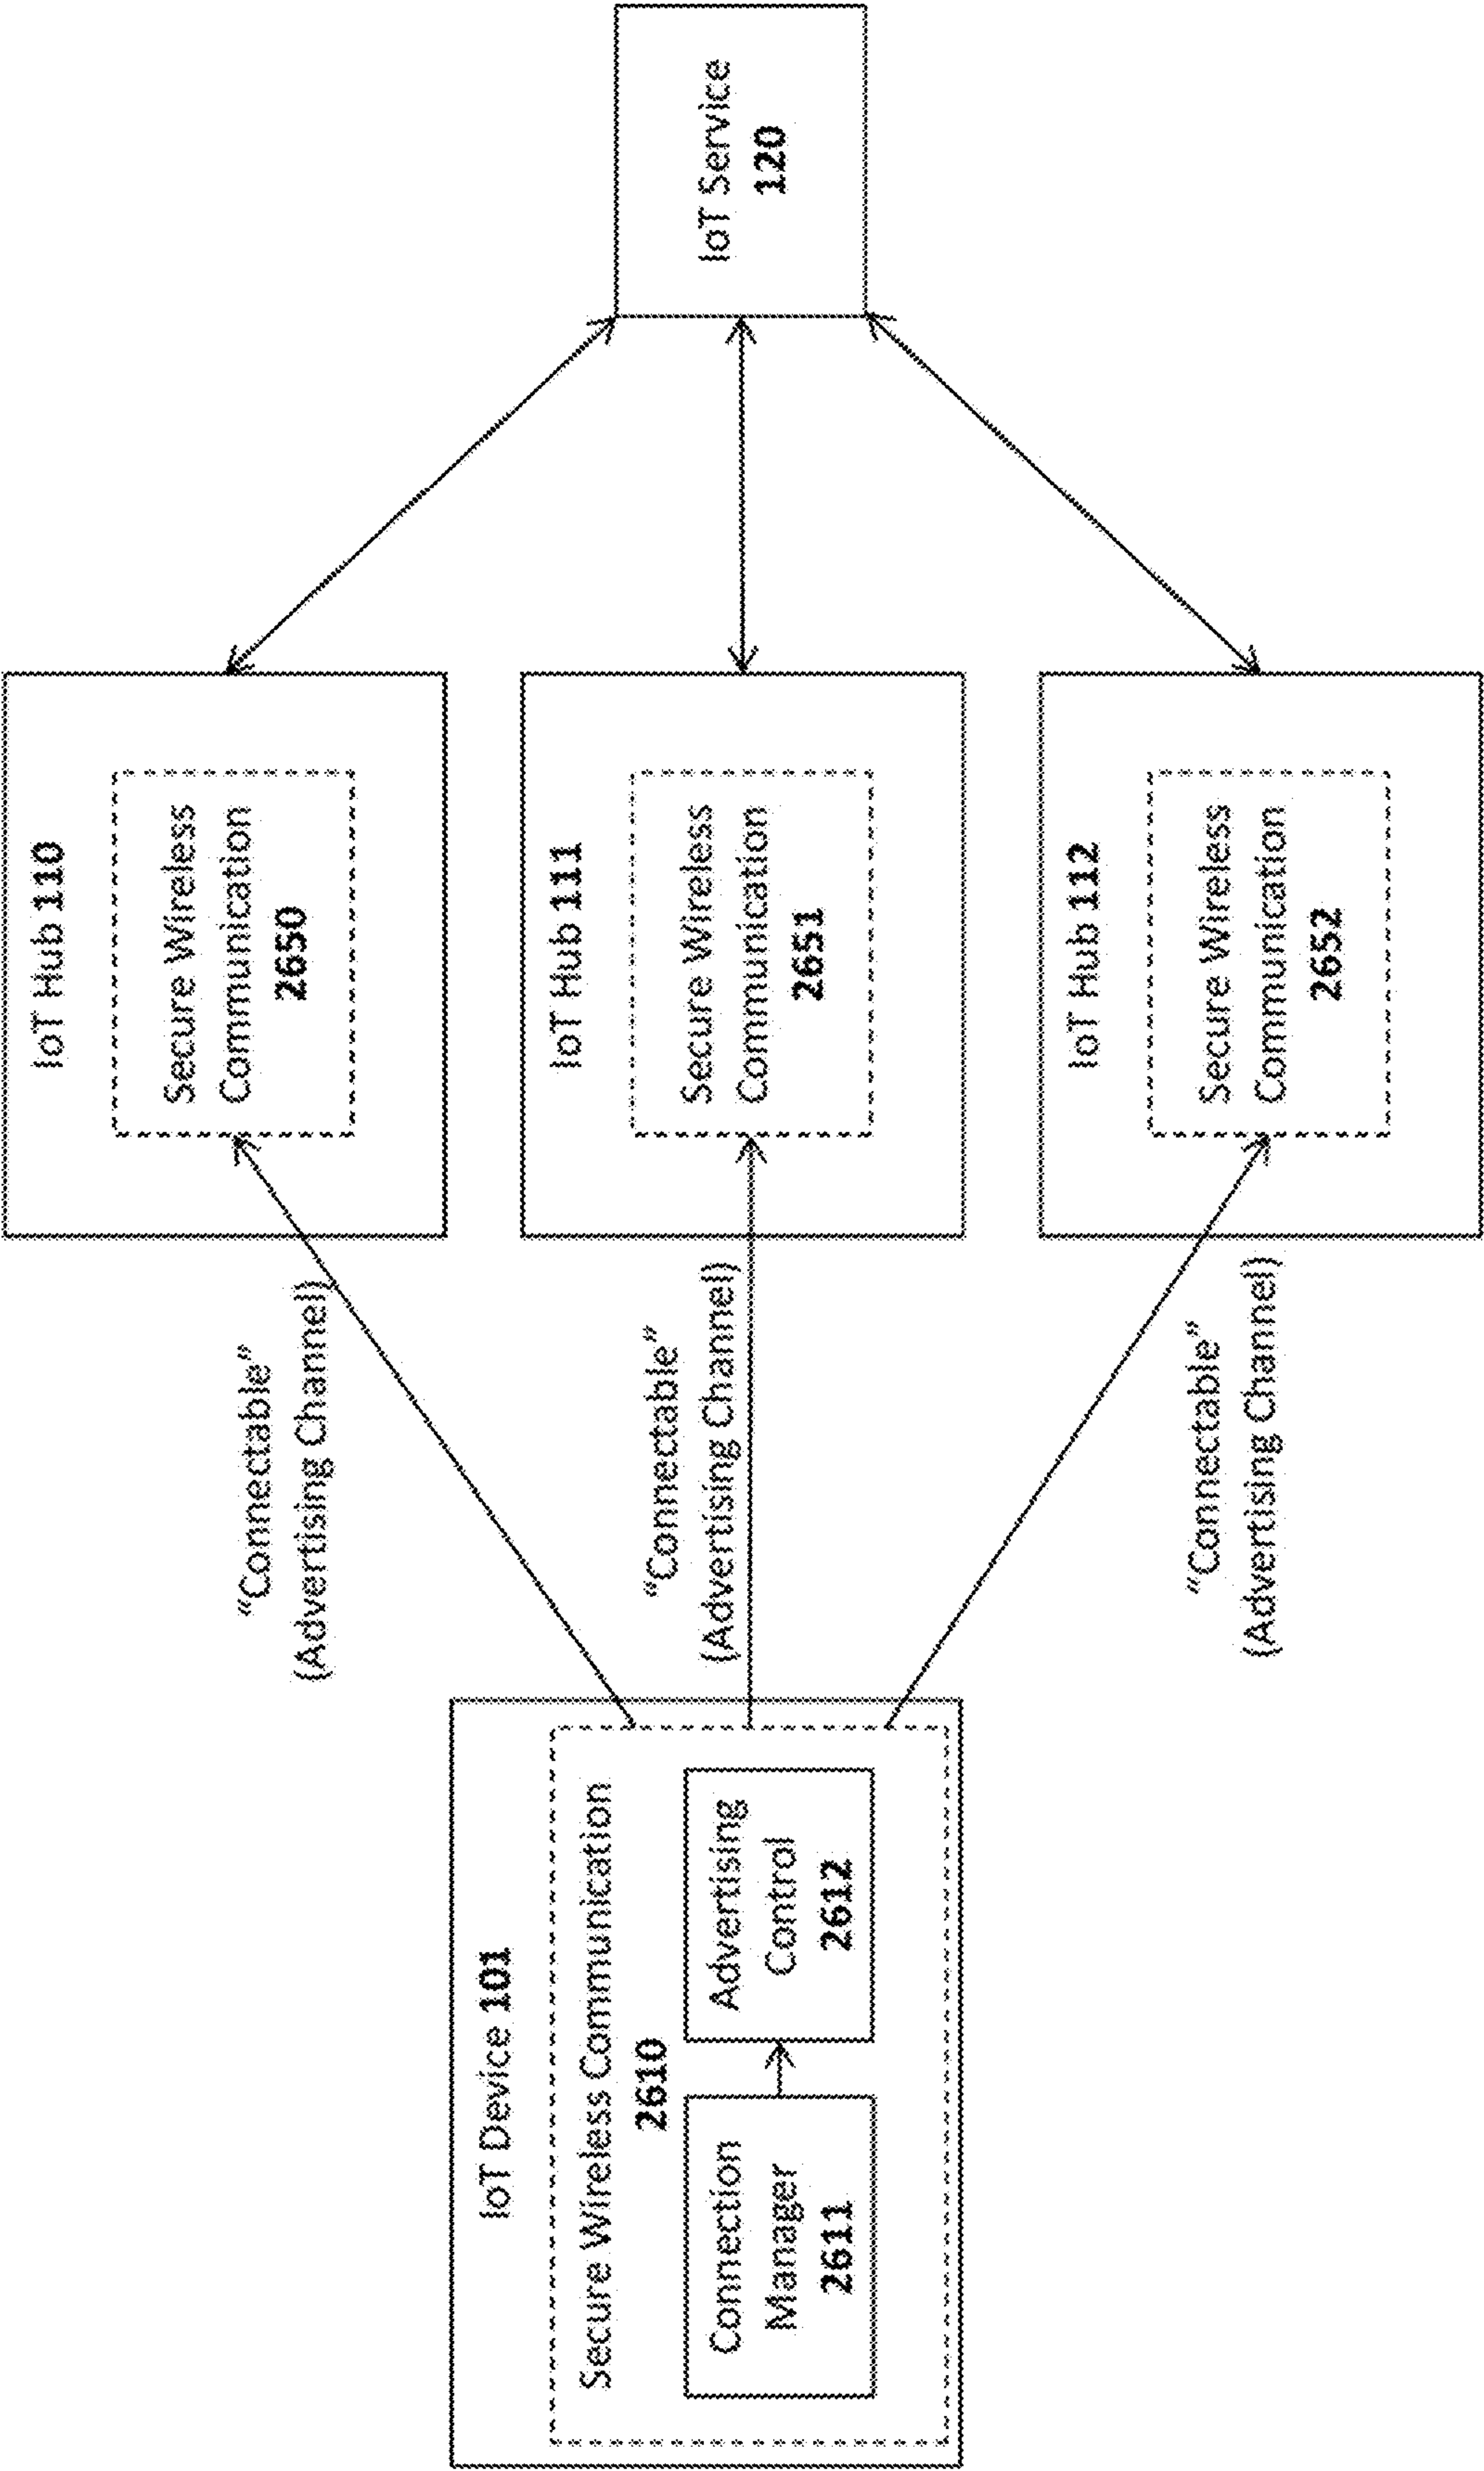 IoT Device 101
Secure Wireless Communication
2610
Connection
Manager
2611
Advertising
Control
2612
“Connectable”
(Advertising Channel)
“Connectable”
(Advertising Channel)
“Connectable”
(Advertising Channel)
IoT Hub 110
Secure Wireless
Communication
2650
IoT Hub 111
Secure Wireless
Communication
2651
IoT Hub 112
Secure Wireless
Communication
2652
IoT Service
120